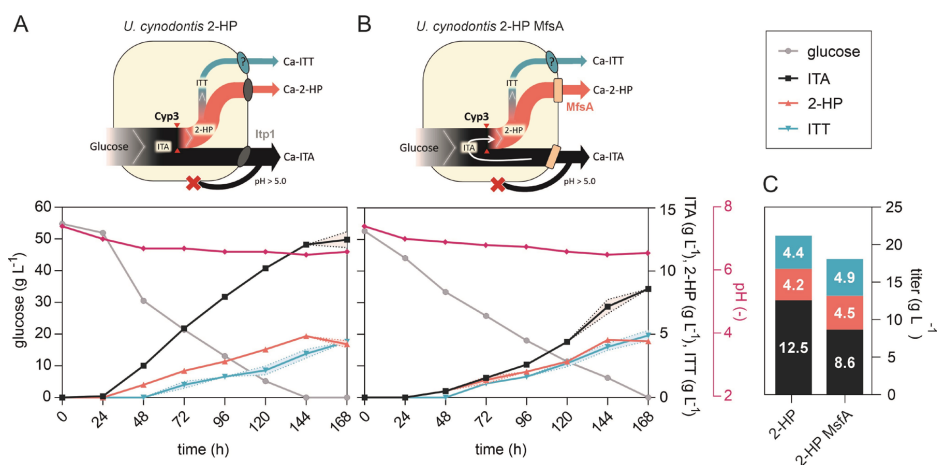 A
U. cynodontis 2-HP
?
Ca-ITT
ITT
Ca-2-HP
Cyp3
2-HP
Itp1
Glucose
ITA
Ca-ITA
pH > 5.0
B
U. cynodontis 2-HP MfsA
?
Ca-ITT
ITT
Ca-2-HP
MfsA
Cyp3
2-HP
Glucose
ITA
Ca-ITA
pH > 5.0
glucose
ITA
2-HP
ITT
60
50
40
30
20
10
0
glucose (g L-1)
0
24
48
72
96
120
144
168
time (h)
0
24
48
72
96
120
144
168
time (h)
15
10
5
0
ITA (g L-1), 2-HP (g L-1), ITT (g L-1)
8
6
4
2
pH (-)
C
4.4
4.2
12.5
4.9
4.5
8.6
25
20
15
10
5
0
titer (g L-1)
2-HP
2-HP MsfA